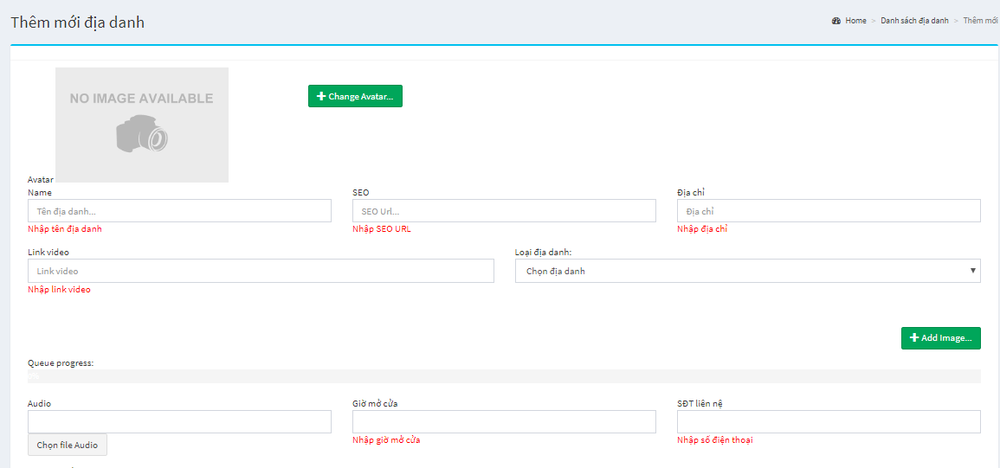 Thêm mới địa danh
Home > Danh sách địa danh > Thêm mới
NO IMAGE AVAILABLE
Change Avatar...
Avatar
Name
SEO
Địa chỉ
Tên địa danh...
SEO Url...
Địa chỉ
Nhập tên địa danh
Nhập SEO URL
Nhập địa chỉ
Link video
Loại địa danh:
Link video
Chọn địa danh
Nhập link video
Add Image...
Queue progress:
Audio
Giờ mở cửa
SĐT liên nệ
Chọn file Audio
Nhập giờ mở cửa
Nhập số điện thoại